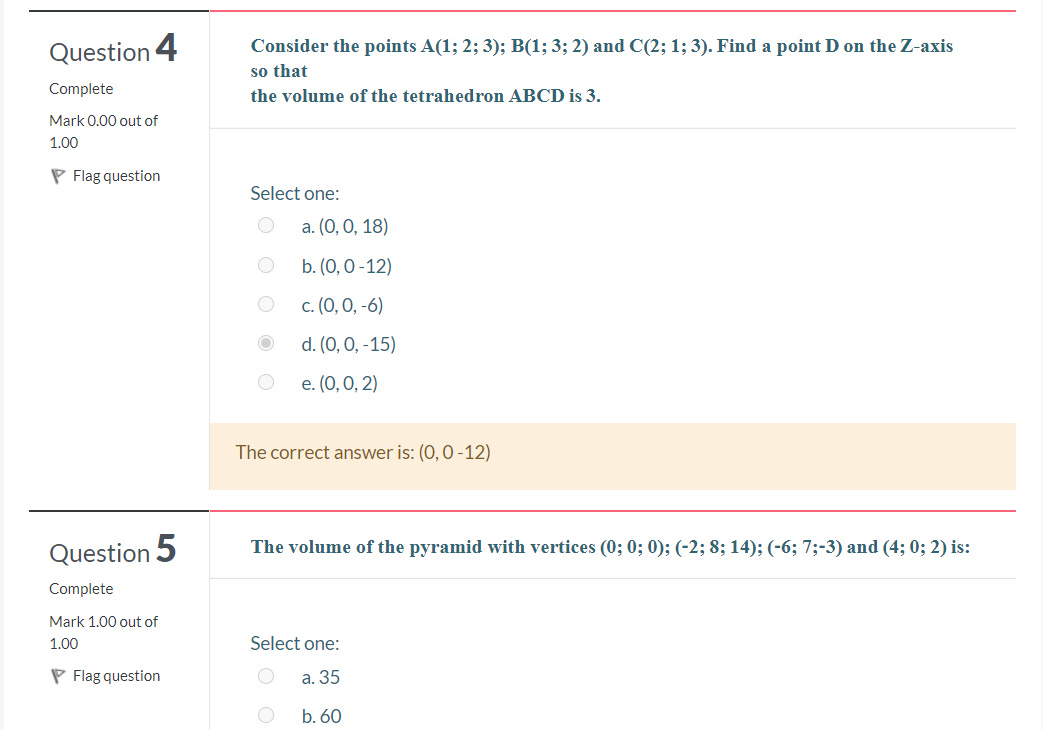 Question 4
Complete
Mark 0.00 out of
1.00
Flag question
Consider the points A(1; 2; 3); B(1; 3; 2) and C(2; 1; 3). Find a point D on the Z-axis
so that
the volume of the tetrahedron ABCD is 3.
Select one:
a. (0, 0, 18)
b. (0, 0 -12)
c. (0, 0, -6)
d. (0, 0, -15)
e. (0, 0, 2)
The correct answer is: (0, 0 -12)
Question 5
Complete
Mark 1.00 out of
1.00
Flag question
The volume of the pyramid with vertices (0; 0; 0); (-2; 8; 14); (-6; 7;-3) and (4; 0; 2) is:
Select one:
a. 35
b. 60